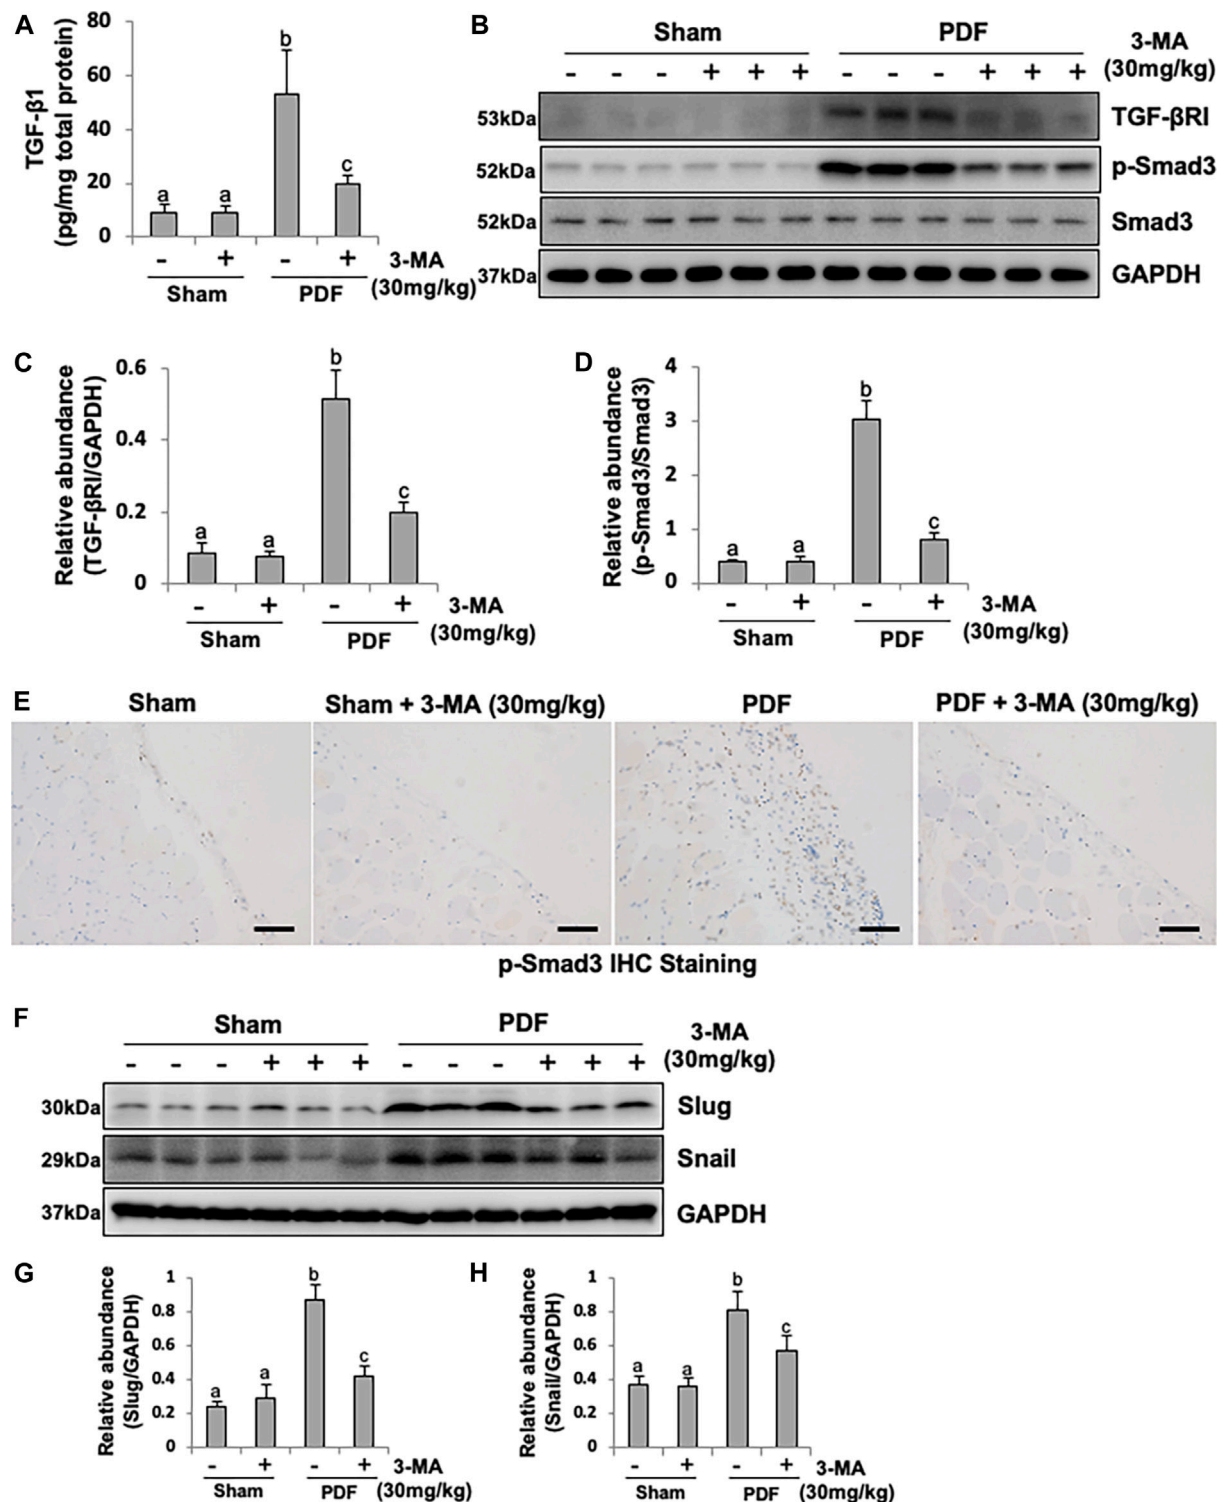 A
TGF-β1
(pg/mg total protein)
80
60
40
20
0
a
a
b
c
- + - + 3-MA
Sham PDF (30mg/kg)
B
Sham PDF 3-MA
- - - + + + - - - + + + (30mg/kg)
53kDa TGF-βRI
52kDa p-Smad3
52kDa Smad3
37kDa GAPDH
C
Relative abundance
(TGF-βRI/GAPDH)
0.6
0.4
0.2
0
a
a
b
c
- + - + 3-MA
Sham PDF (30mg/kg)
D
Relative abundance
(p-Smad3/Smad3)
4
3
2
1
0
a
a
b
c
- + - + 3-MA
Sham PDF (30mg/kg)
E
Sham Sham + 3-MA (30mg/kg) PDF PDF + 3-MA (30mg/kg)
p-Smad3 IHC Staining
F
Sham PDF 3-MA
- - - + + + - - - + + + (30mg/kg)
30kDa Slug
29kDa Snail
37kDa GAPDH
G
Relative abundance
(Slug/GAPDH)
1
0.8
0.6
0.4
0.2
0
a
a
b
c
- + - + 3-MA
Sham PDF (30mg/kg)
H
Relative abundance
(Snail/GAPDH)
1
0.8
0.6
0.4
0.2
0
a
a
b
c
- + - + 3-MA
Sham PDF (30mg/kg)